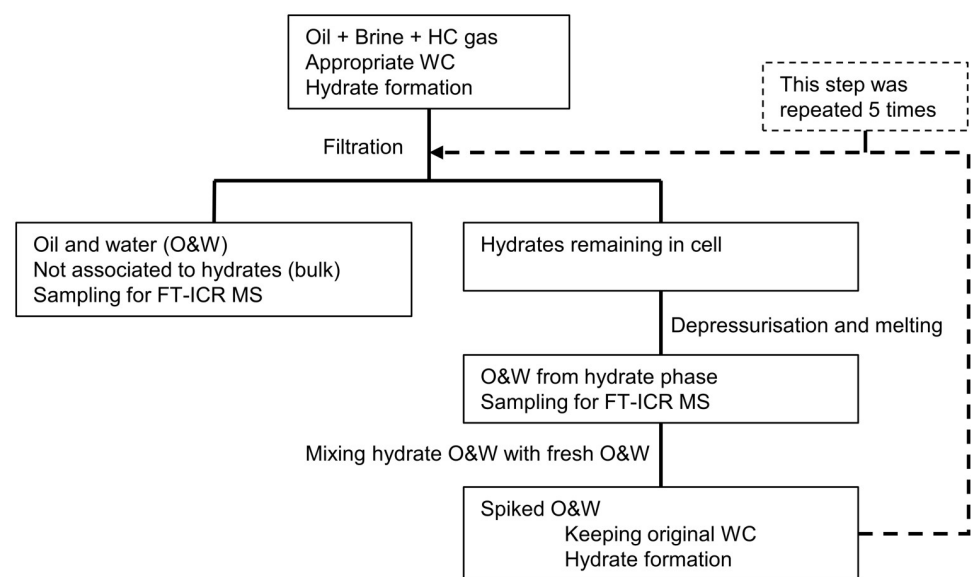 Oil + Brine + HC gas
Appropriate WC
Hydrate formation
This step was
repeated 5 times
Filtration
Oil and water (O&W)
Not associated to hydrates (bulk)
Sampling for FT-ICR MS
Hydrates remaining in cell
Depressurisation and melting
O&W from hydrate phase
Sampling for FT-ICR MS
Mixing hydrate O&W with fresh O&W
Spiked O&W
Keeping original WC
Hydrate formation